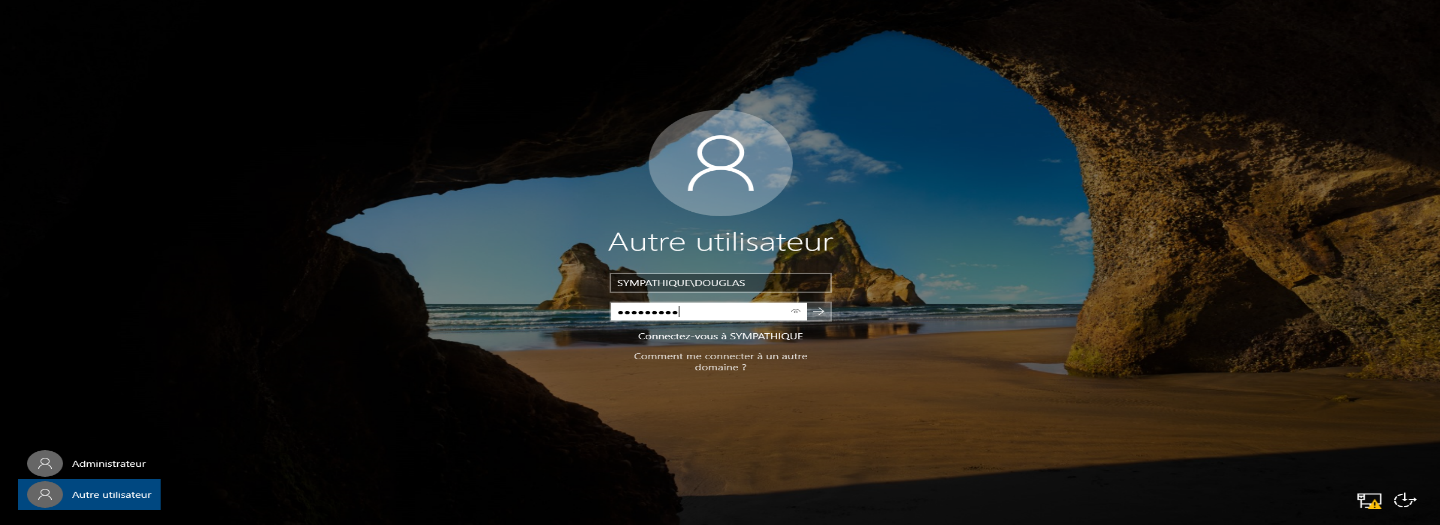 Autre utilisateur
SYMPATHIQUE\DOUGLAS
Connectez-vous à SYMPATHIQUE
Comment me connecter à un autre
domaine ?
Administrateur
Autre utilisateur